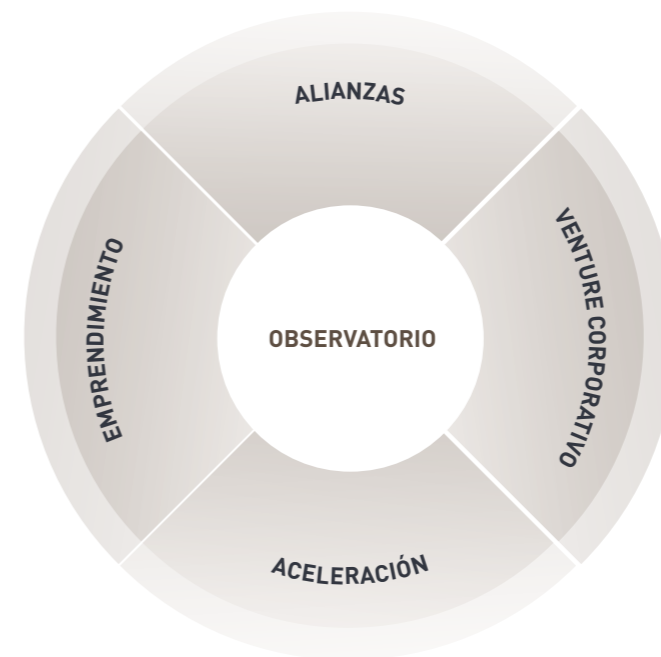 ALIANZAS
VENTURE CORPORATIVO
EMPRENDIMIENTO
OBSERVATORIO
ACELERACIÓN